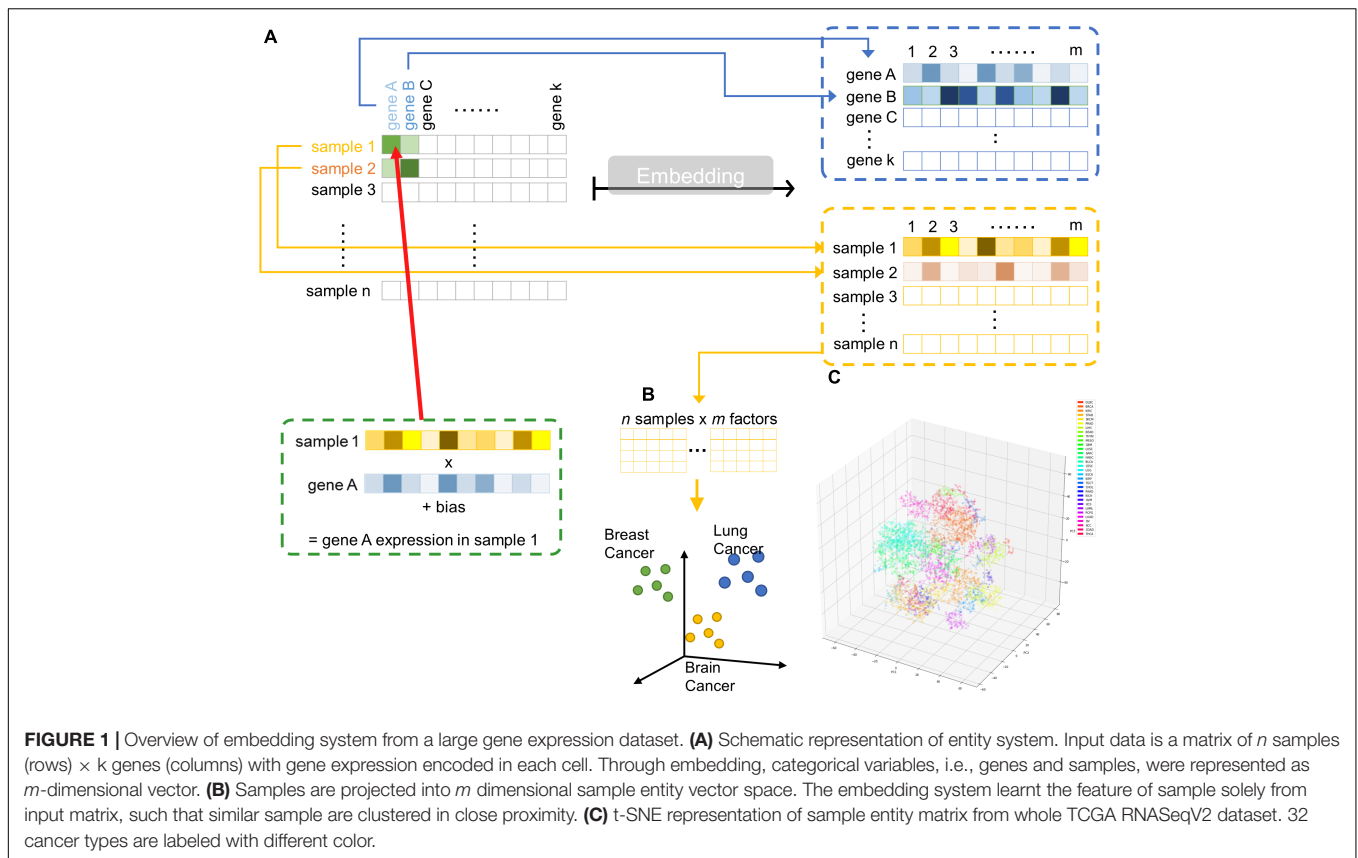 A
gene A
gene B
gene C
......
gene k
sample 1
sample 2
sample 3
sample n
Embedding
1 2 3 ...... m
gene A
gene B
gene C
gene k
1 2 3 ...... m
sample 1
sample 2
sample 3
sample n
sample 1
x
gene A
+ bias
= gene A expression in sample 1
B
n samples x m factors
...
Breast
Cancer
Lung
Cancer
Brain
Cancer
C
FIGURE 1 | Overview of embedding system from a large gene expression dataset. (A) Schematic representation of entity system. Input data is a matrix of n samples
(rows) × k genes (columns) with gene expression encoded in each cell. Through embedding, categorical variables, i.e., genes and samples, were represented as
m-dimensional vector. (B) Samples are projected into m dimensional sample entity vector space. The embedding system learnt the feature of sample solely from
input matrix, such that similar sample are clustered in close proximity. (C) t-SNE representation of sample entity matrix from whole TCGA RNASeqV2 dataset. 32
cancer types are labeled with different color.